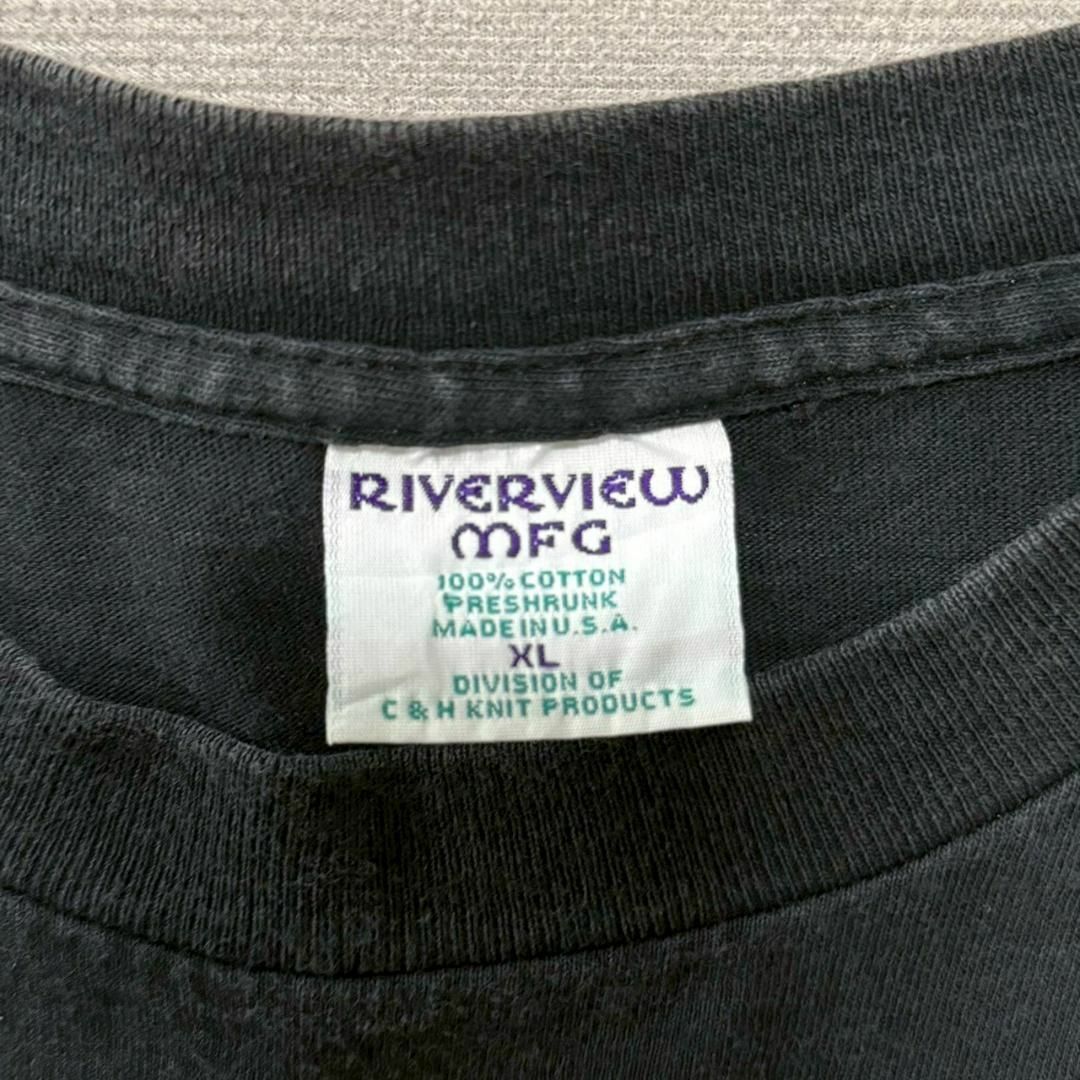 RIVERVIEW
MFG
100% COTTON
PRESHRUNK
MADE IN U.S.A.
XL
DIVISION OF
C & H KNIT PRODUCTS